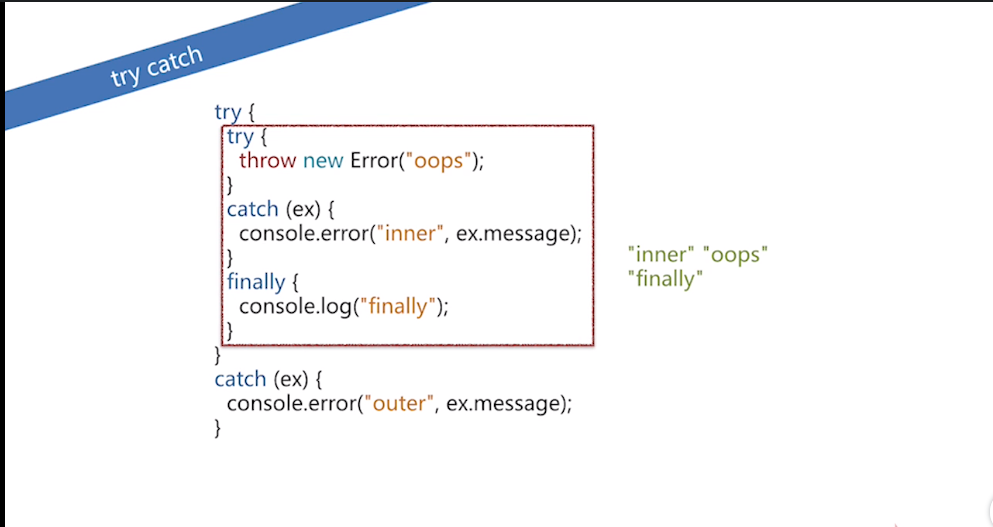 try catch
try {
try {
throw new Error("oops");
}
catch (ex) {
console.error("inner", ex.message);
}
finally {
console.log("finally");
}
}
catch (ex) {
console.error("outer", ex.message);
}
"inner" "oops"
"finally"